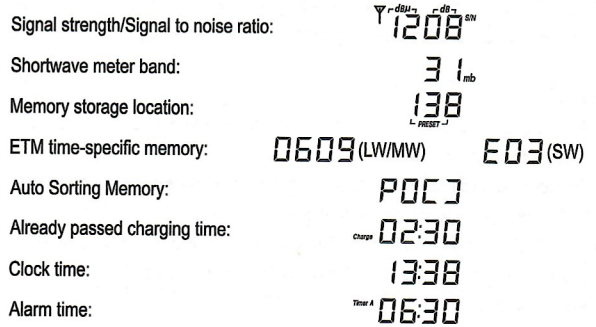 Signal strength/Signal to noise ratio: dBμ dB 1208 S/N
Shortwave meter band: 31 mb
Memory storage location: 138 PRESET
ETM time-specific memory: 0609 (LW/MW) E03 (SW)
Auto Sorting Memory: POC]
Already passed charging time: Charge 02:30
Clock time: 13:38
Alarm time: Timer A 06:30